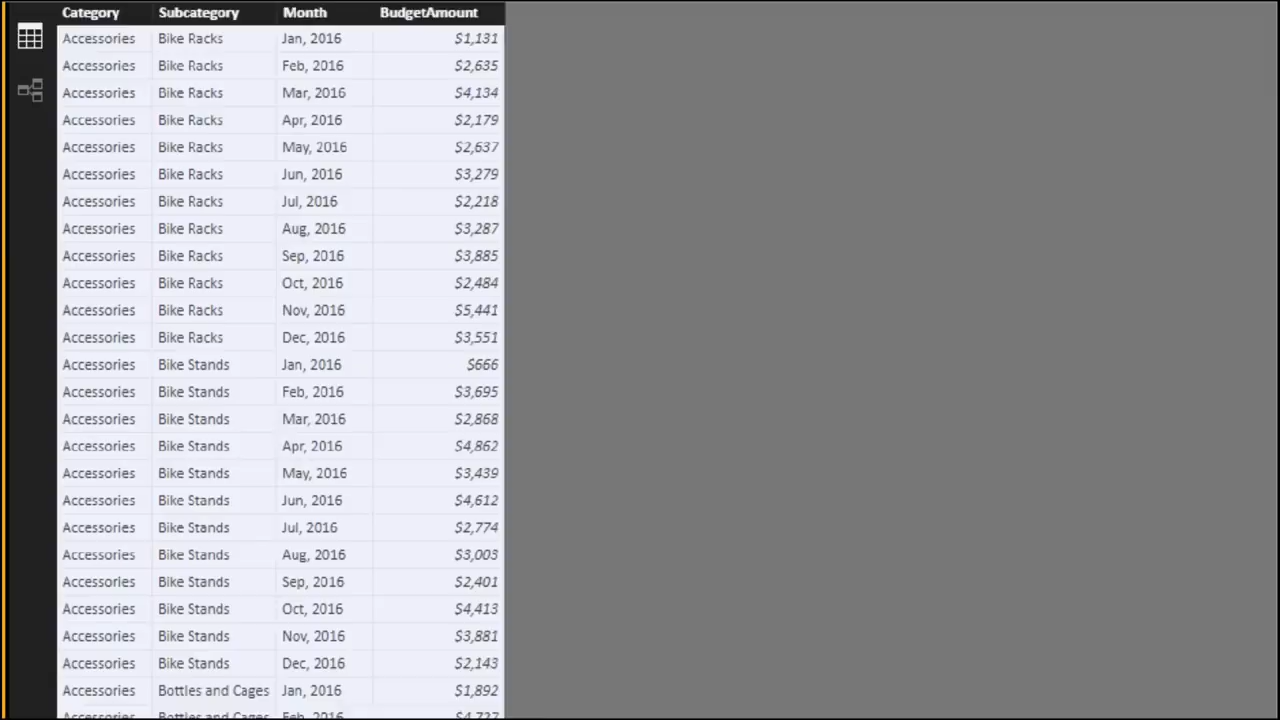 Category Subcategory Month BudgetAmount
Accessories Bike Racks Jan, 2016 $1,131
Accessories Bike Racks Feb, 2016 $2,635
Accessories Bike Racks Mar, 2016 $4,134
Accessories Bike Racks Apr, 2016 $2,179
Accessories Bike Racks May, 2016 $2,637
Accessories Bike Racks Jun, 2016 $3,279
Accessories Bike Racks Jul, 2016 $2,218
Accessories Bike Racks Aug, 2016 $3,287
Accessories Bike Racks Sep, 2016 $3,885
Accessories Bike Racks Oct, 2016 $2,484
Accessories Bike Racks Nov, 2016 $5,441
Accessories Bike Racks Dec, 2016 $3,551
Accessories Bike Stands Jan, 2016 $666
Accessories Bike Stands Feb, 2016 $3,695
Accessories Bike Stands Mar, 2016 $2,868
Accessories Bike Stands Apr, 2016 $4,862
Accessories Bike Stands May, 2016 $3,439
Accessories Bike Stands Jun, 2016 $4,612
Accessories Bike Stands Jul, 2016 $2,774
Accessories Bike Stands Aug, 2016 $3,003
Accessories Bike Stands Sep, 2016 $2,401
Accessories Bike Stands Oct, 2016 $4,413
Accessories Bike Stands Nov, 2016 $3,881
Accessories Bike Stands Dec, 2016 $2,143
Accessories Bottles and Cages Jan, 2016 $1,892
Accessories Bottles and Cages Feb, 2016 $4,727